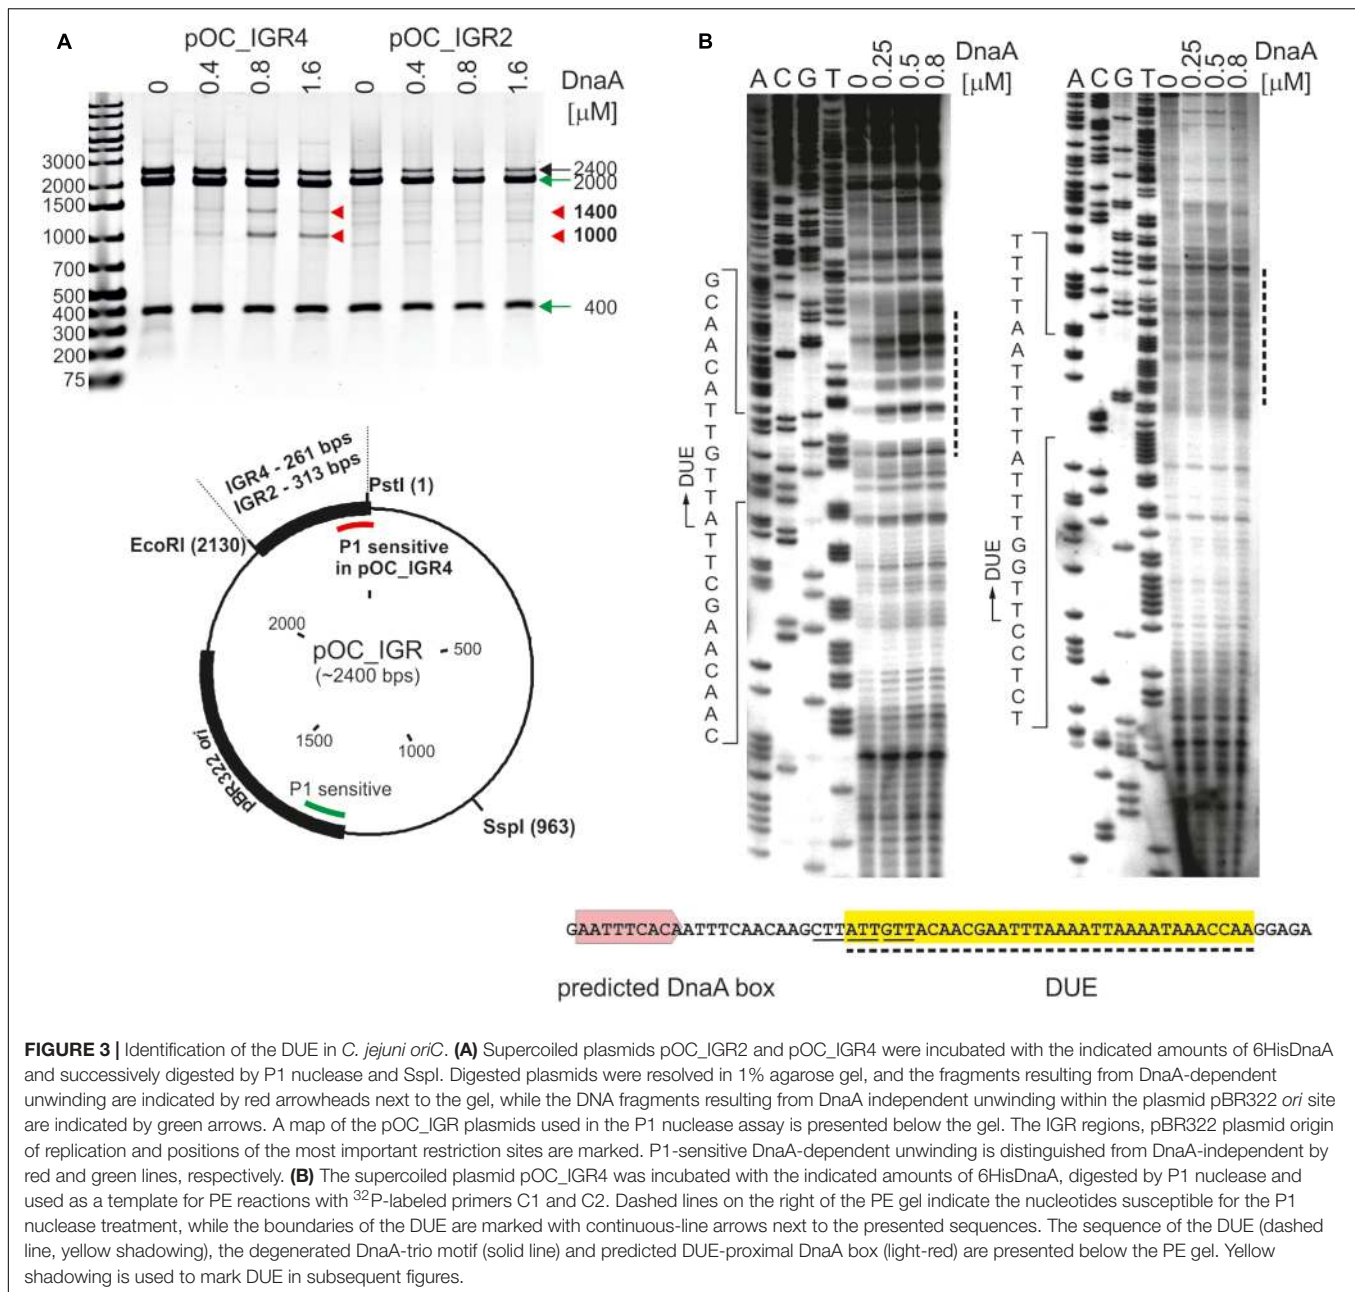 A
pOC_IGR4
pOC_IGR2
0
0.4
0.8
1.6
0
0.4
0.8
1.6
DnaA
[µM]
3000
2000
1500
1000
700
500
400
300
200
75
2400
2000
1400
1000
400
IGR4 - 261 bps
IGR2 - 313 bps
PstI (1)
EcoRI (2130)
P1 sensitive
in pOC_IGR4
2000
pOC_IGR
(~2400 bps)
500
1500
1000
pBR322 ori
P1 sensitive
SspI (963)
B
A C G T
0
0.25
0.5
0.8
DnaA
[µM]
A C G T
0
0.25
0.5
0.8
DnaA
[µM]
G
C
A
A
C
A
T
T
G
T
T
A
T
T
C
G
A
A
C
A
A
C
DUE
T
T
T
T
A
A
T
T
T
T
A
T
T
T
G
G
T
T
C
C
T
C
T
DUE
GAATTTCACAATTTCAACAAGCTTATTGTTACAACGAATTTAAAATTAAAATAAACCAAGGAGA
predicted DnaA box
DUE
FIGURE 3 | Identification of the DUE in C. jejuni oriC. (A) Supercoiled plasmids pOC_IGR2 and pOC_IGR4 were incubated with the indicated amounts of 6HisDnaA
and successively digested by P1 nuclease and SspI. Digested plasmids were resolved in 1% agarose gel, and the fragments resulting from DnaA-dependent
unwinding are indicated by red arrowheads next to the gel, while the DNA fragments resulting from DnaA independent unwinding within the plasmid pBR322 ori site
are indicated by green arrows. A map of the pOC_IGR plasmids used in the P1 nuclease assay is presented below the gel. The IGR regions, pBR322 plasmid origin
of replication and positions of the most important restriction sites are marked. P1-sensitive DnaA-dependent unwinding is distinguished from DnaA-independent by
red and green lines, respectively. (B) The supercoiled plasmid pOC_IGR4 was incubated with the indicated amounts of 6HisDnaA, digested by P1 nuclease and
used as a template for PE reactions with 32P-labeled primers C1 and C2. Dashed lines on the right of the PE gel indicate the nucleotides susceptible for the P1
nuclease treatment, while the boundaries of the DUE are marked with continuous-line arrows next to the presented sequences. The sequence of the DUE (dashed
line, yellow shadowing), the degenerated DnaA-trio motif (solid line) and predicted DUE-proximal DnaA box (light-red) are presented below the PE gel. Yellow
shadowing is used to mark DUE in subsequent figures.